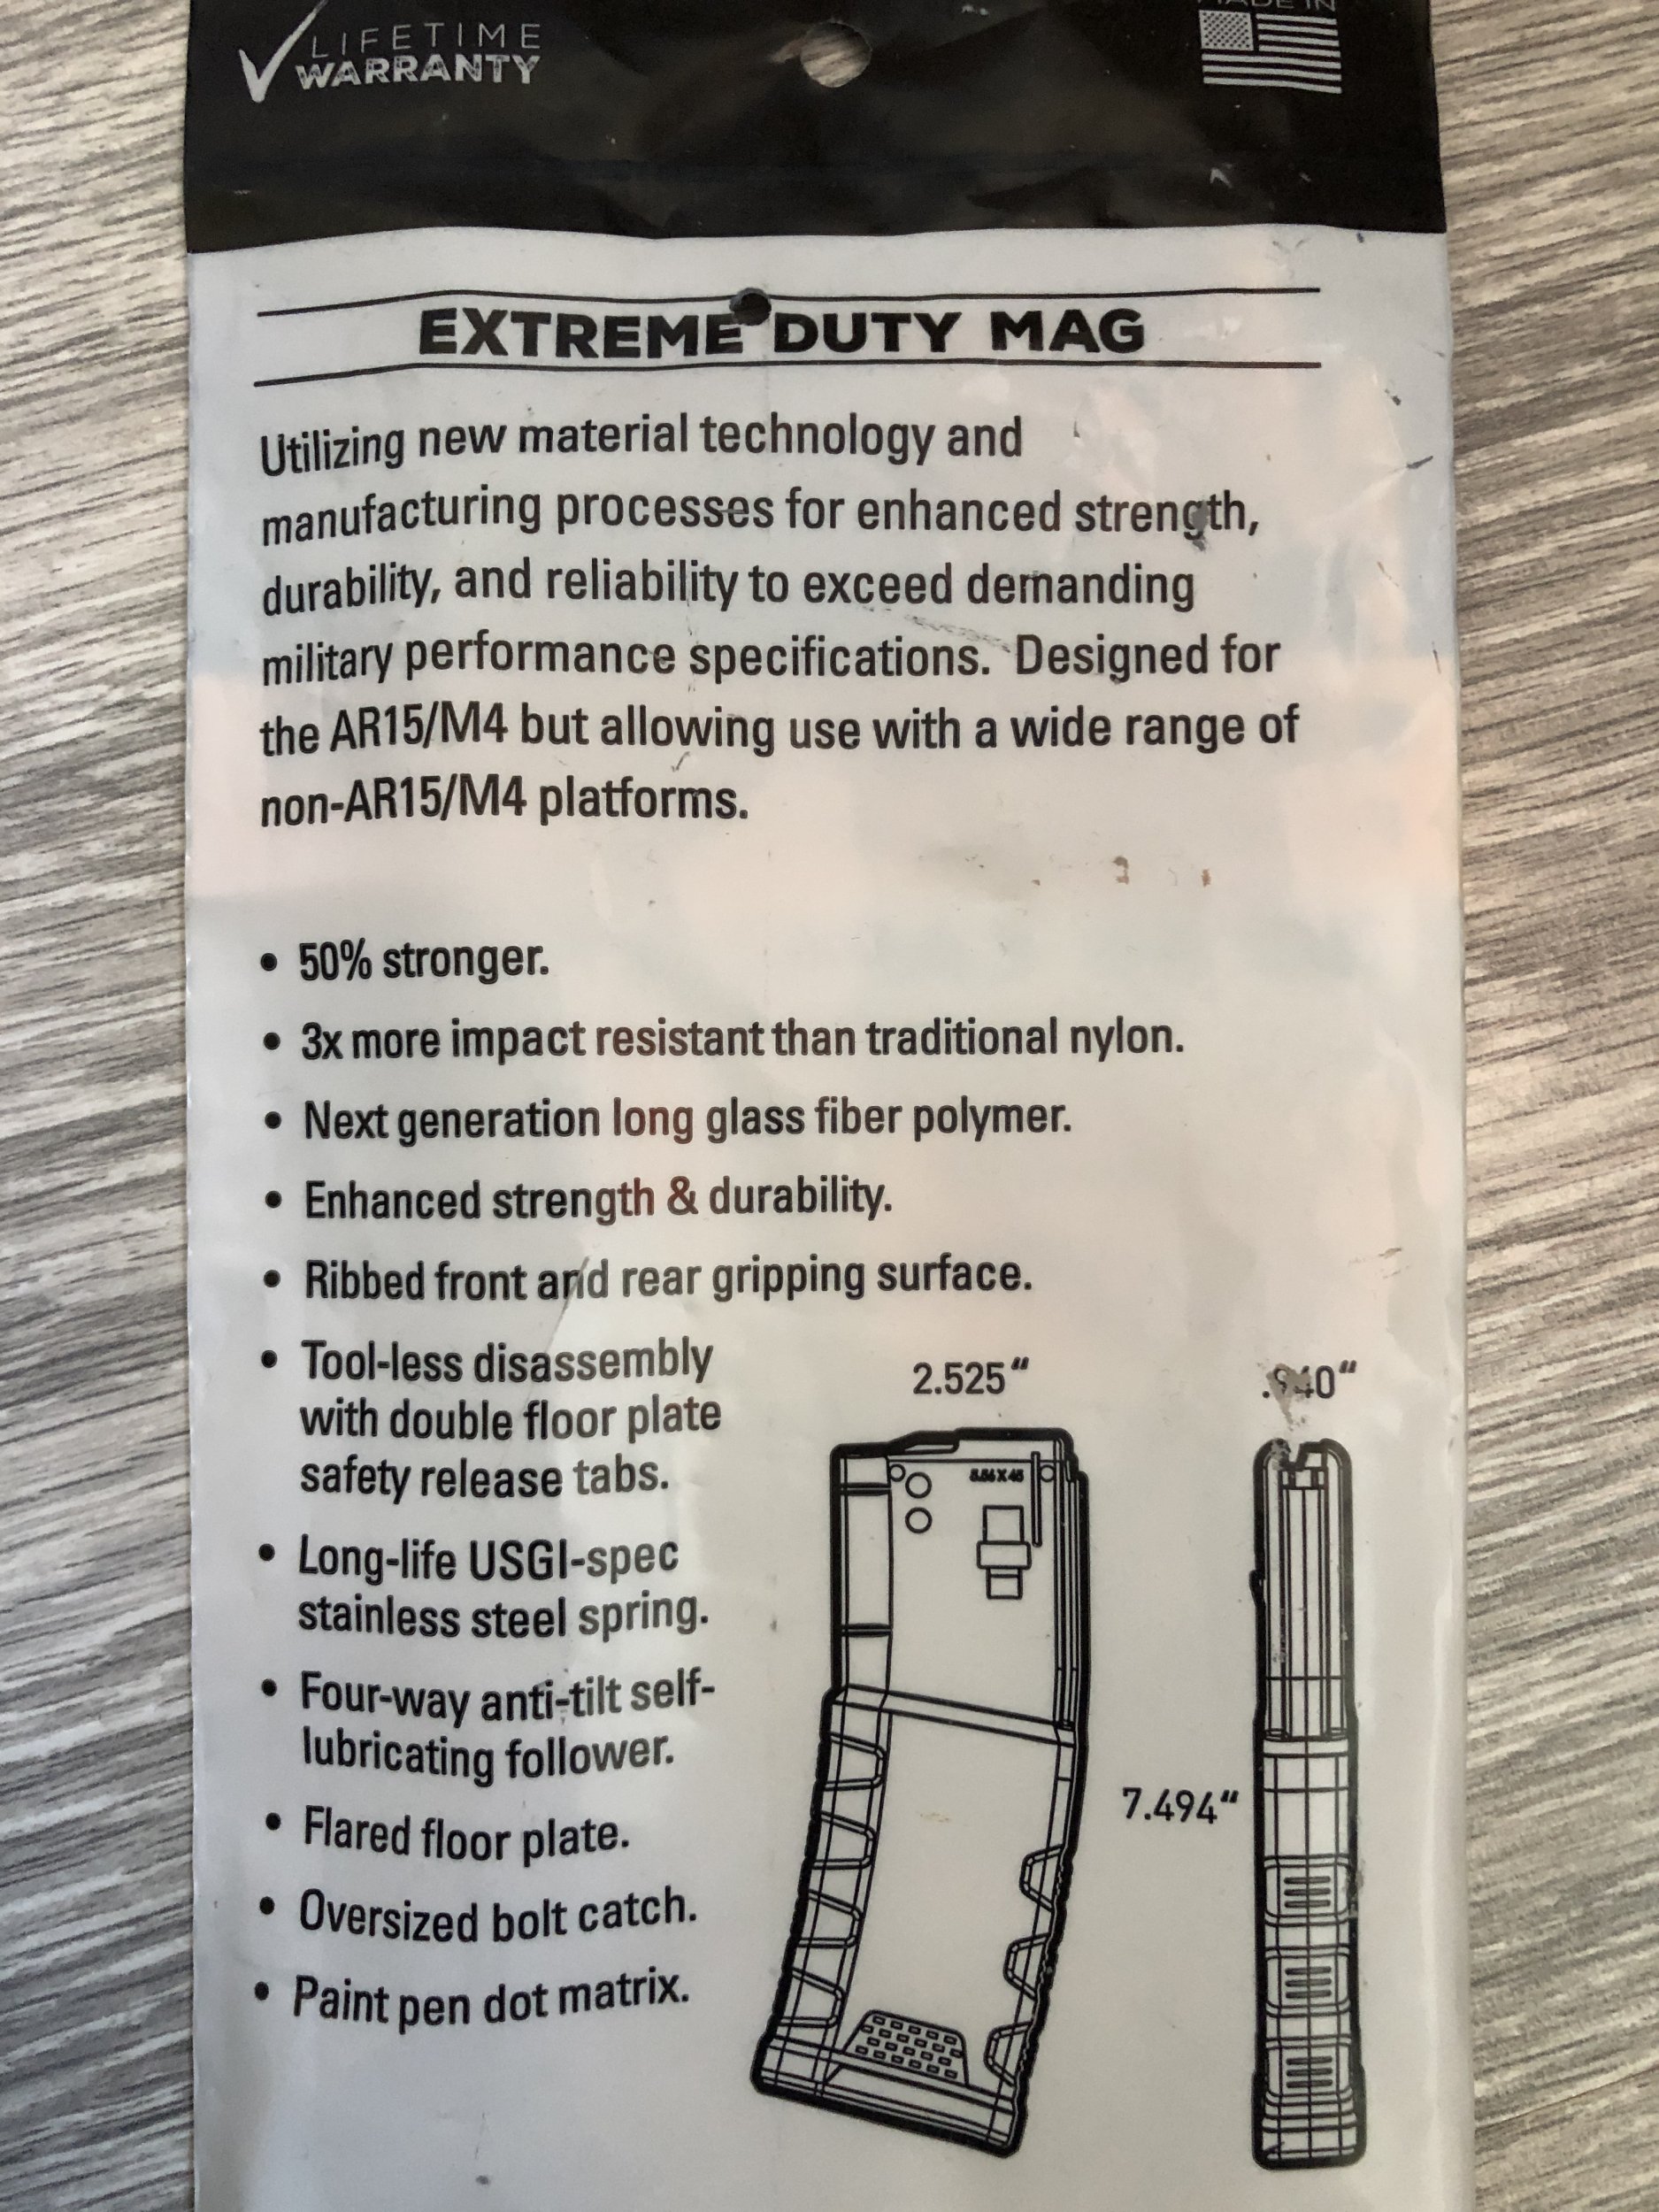 LIFETIME
WARRANTY
MADE IN
EXTREME DUTY MAG
Utilizing new material technology and
manufacturing processes for enhanced strength,
durability, and reliability to exceed demanding
military performance specifications. Designed for
the AR15/M4 but allowing use with a wide range of
non-AR15/M4 platforms.
• 50% stronger.
• 3x more impact resistant than traditional nylon.
• Next generation long glass fiber polymer.
• Enhanced strength & durability.
• Ribbed front and rear gripping surface.
• Tool-less disassembly
with double floor plate
safety release tabs.
• Long-life USGI-spec
stainless steel spring.
• Four-way anti-tilt self-
lubricating follower.
• Flared floor plate.
• Oversized bolt catch.
• Paint pen dot matrix.
2.525“
5.56 X 45
7.494“